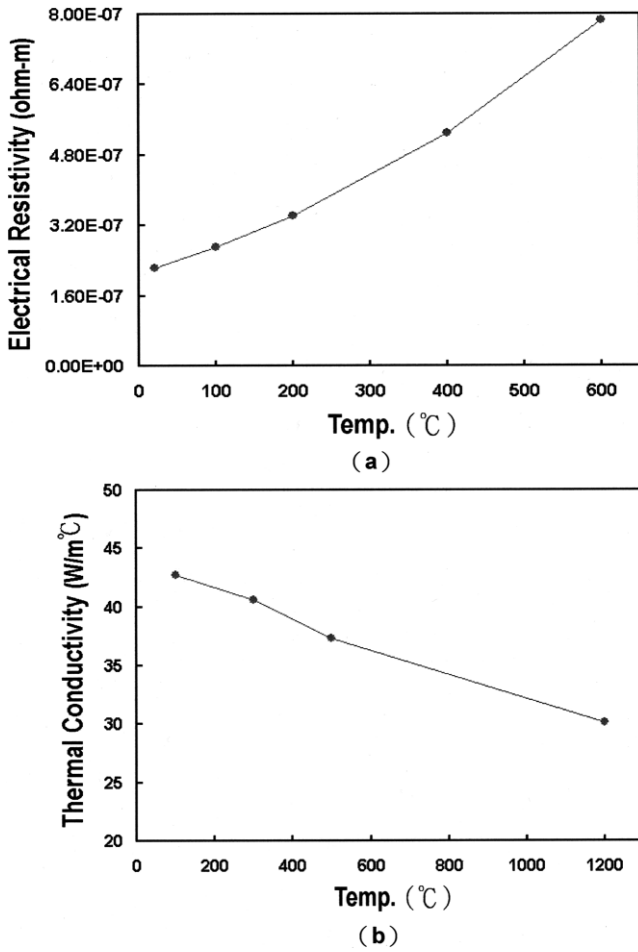 8.00E-07
6.40E-07
4.80E-07
3.20E-07
1.60E-07
0.00E+00
Electrical Resistivity (ohm-m)
0 100 200 300 400 500 600
Temp. (℃)
(a)
50
45
40
35
30
25
20
Thermal Conductivity (W/m℃)
0 200 400 600 800 1000 1200
Temp. (℃)
(b)